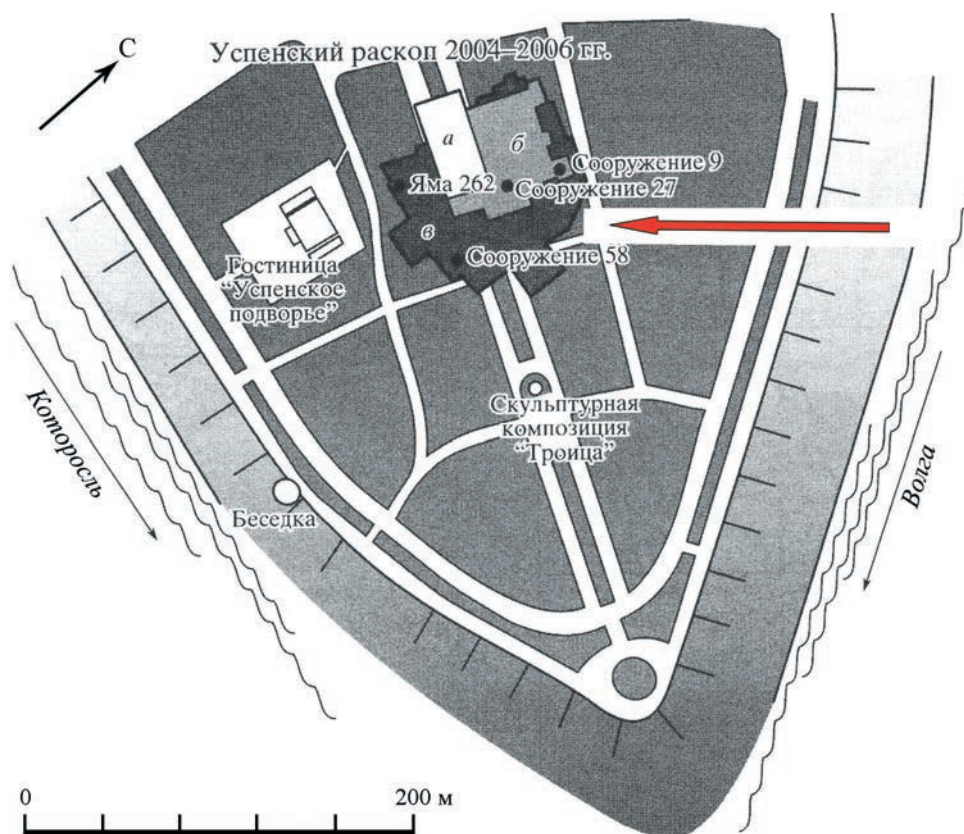 С
Успенский раскоп 2004–2006 гг.
а
б
Сооружение 9
Яма 262
Сооружение 27
в
Сооружение 58
Гостиница
“Успенское
подворье”
Которосль
Скульптурная
композиция
“Троица”
Волга
Беседка
0
200 м